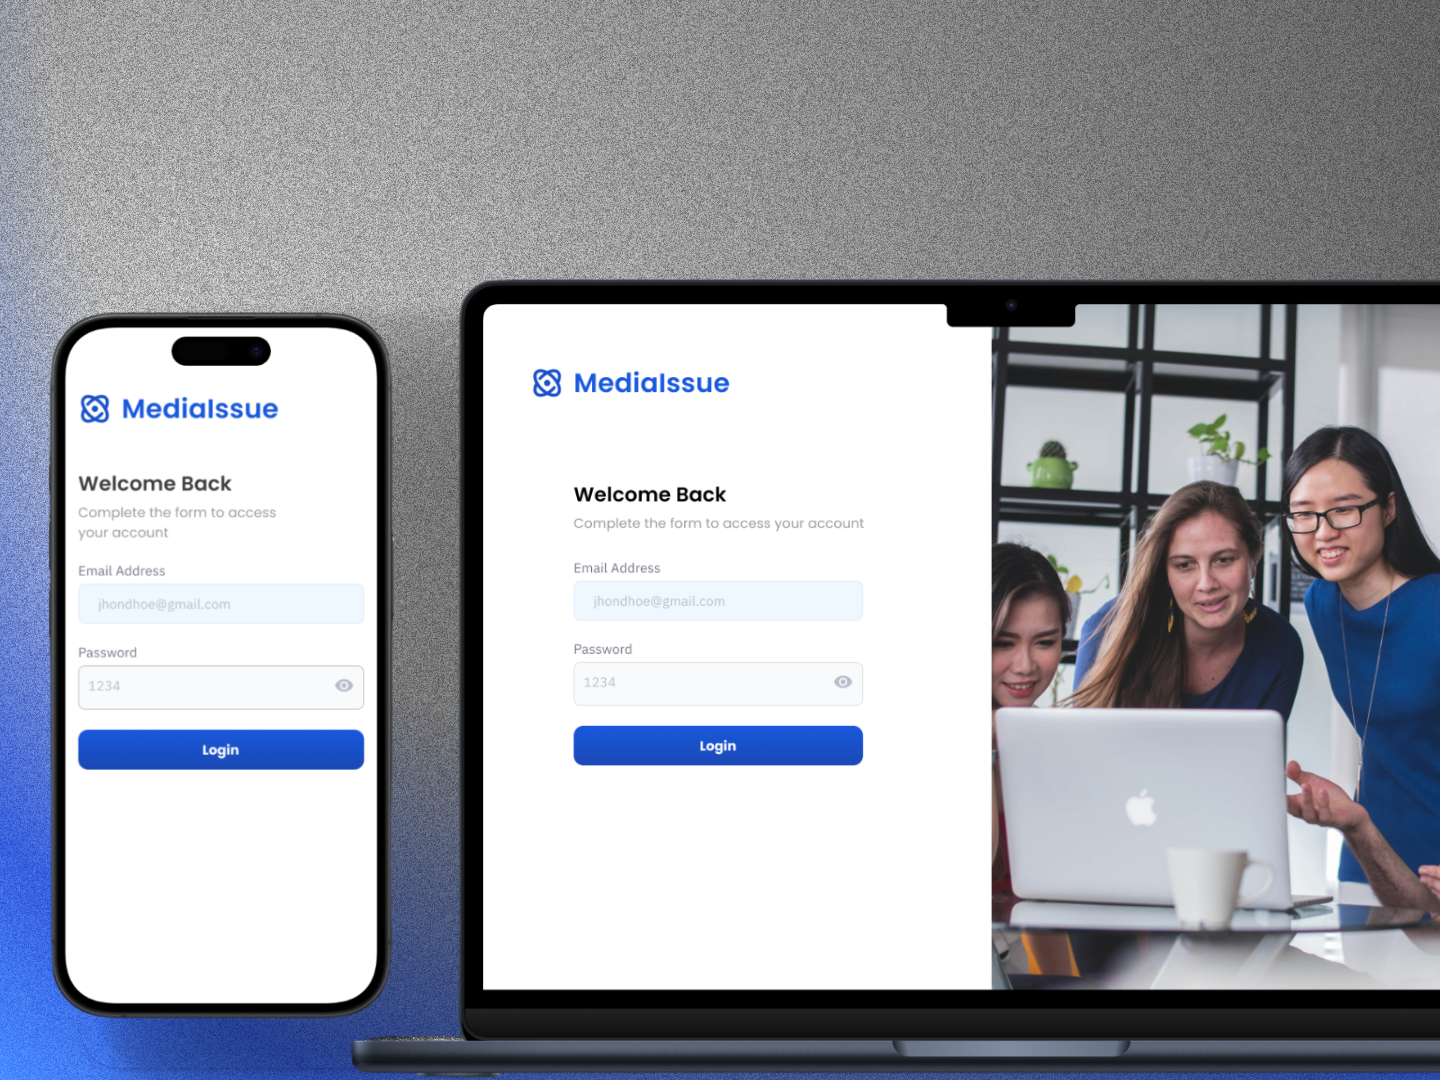 MediaIssue
Welcome Back
Complete the form to access
your account
Email Address
jhondhoe@gmail.com
Password
1234
Login
MediaIssue
Welcome Back
Complete the form to access your account
Email Address
jhondhoe@gmail.com
Password
1234
Login